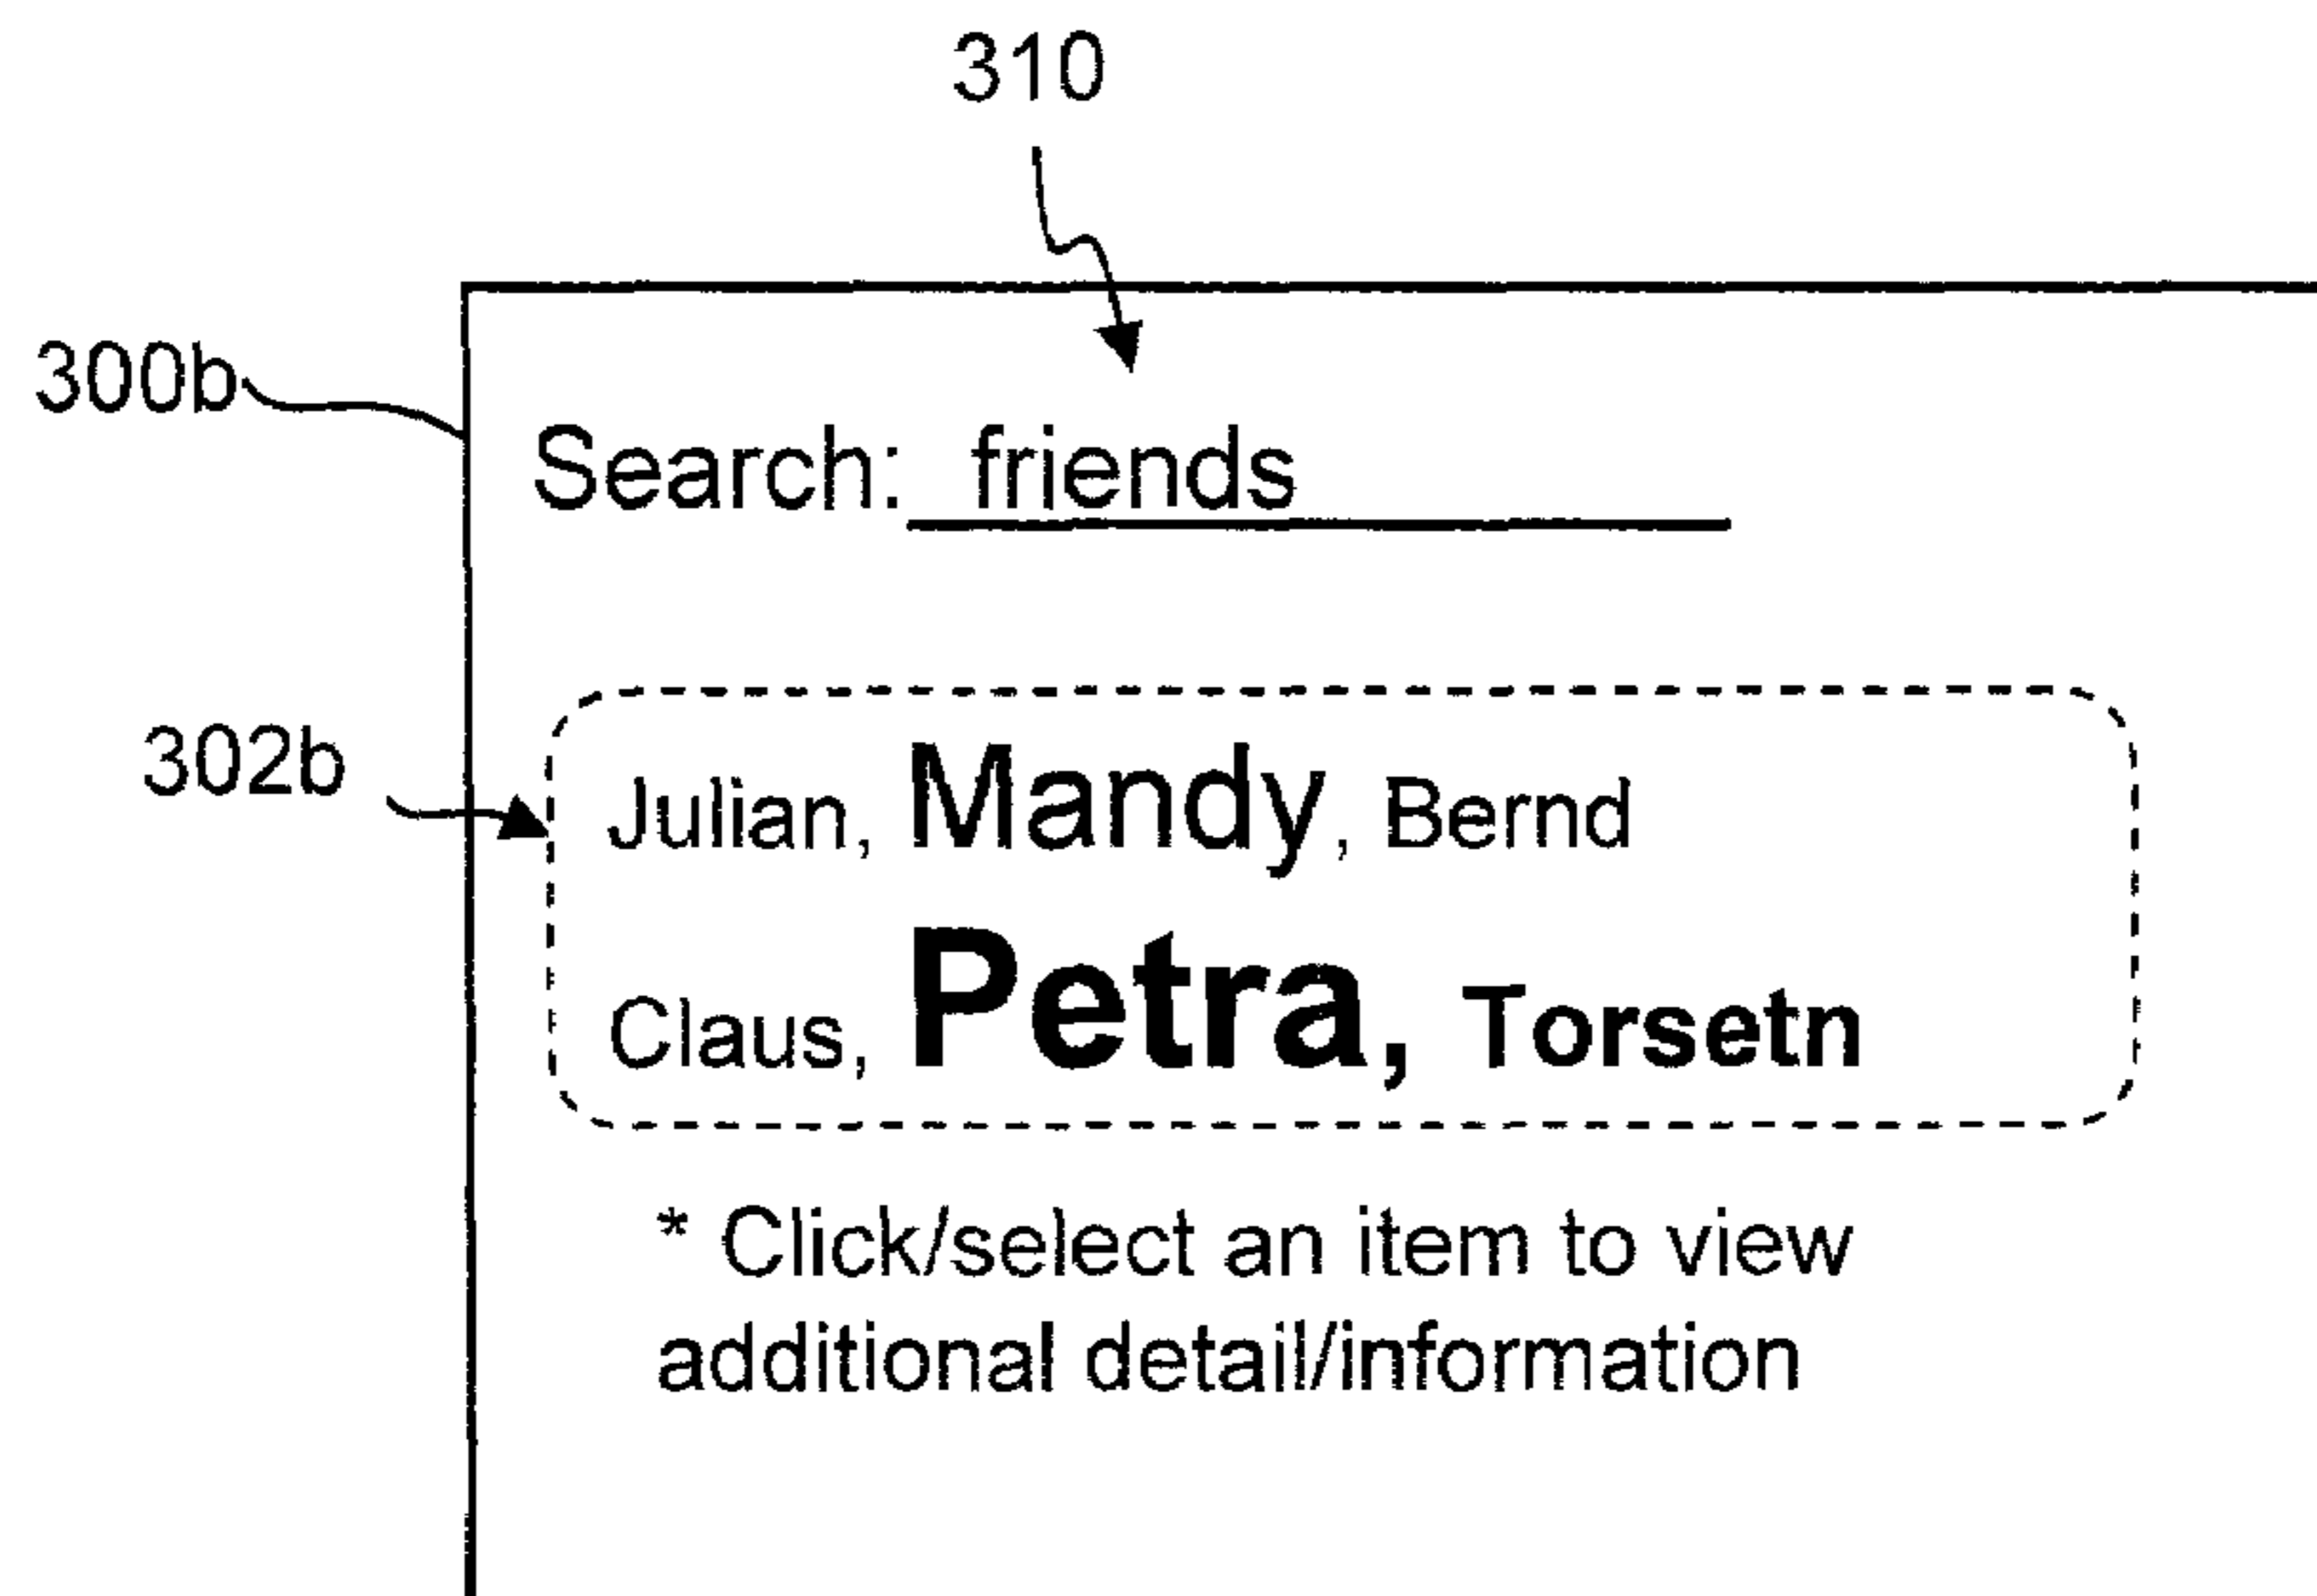 310
300b
Search: friends
302b
Julian, Mandy, Bernd
Claus, Petra, Torsetn
* Click/select an item to view
additional detail/information